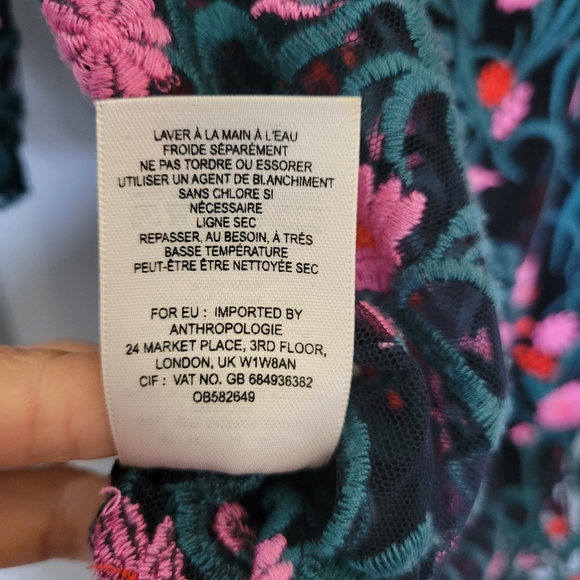 LAVER À LA MAIN À L'EAU
FROIDE SÉPARÉMENT
NE PAS TORDRE OU ESSORER
UTILISER UN AGENT DE BLANCHIMENT
SANS CHLORE SI
NÉCESSAIRE
LIGNE SEC
REPASSER, AU BESOIN, À TRÉS
BASSE TEMPÉRATURE
PEUT-ÊTRE ÊTRE NETTOYÉE SEC
FOR EU : IMPORTED BY
ANTHROPOLOGIE
24 MARKET PLACE, 3RD FLOOR,
LONDON, UK W1W8AN
CIF : VAT NO. GB 684936382
OB582649